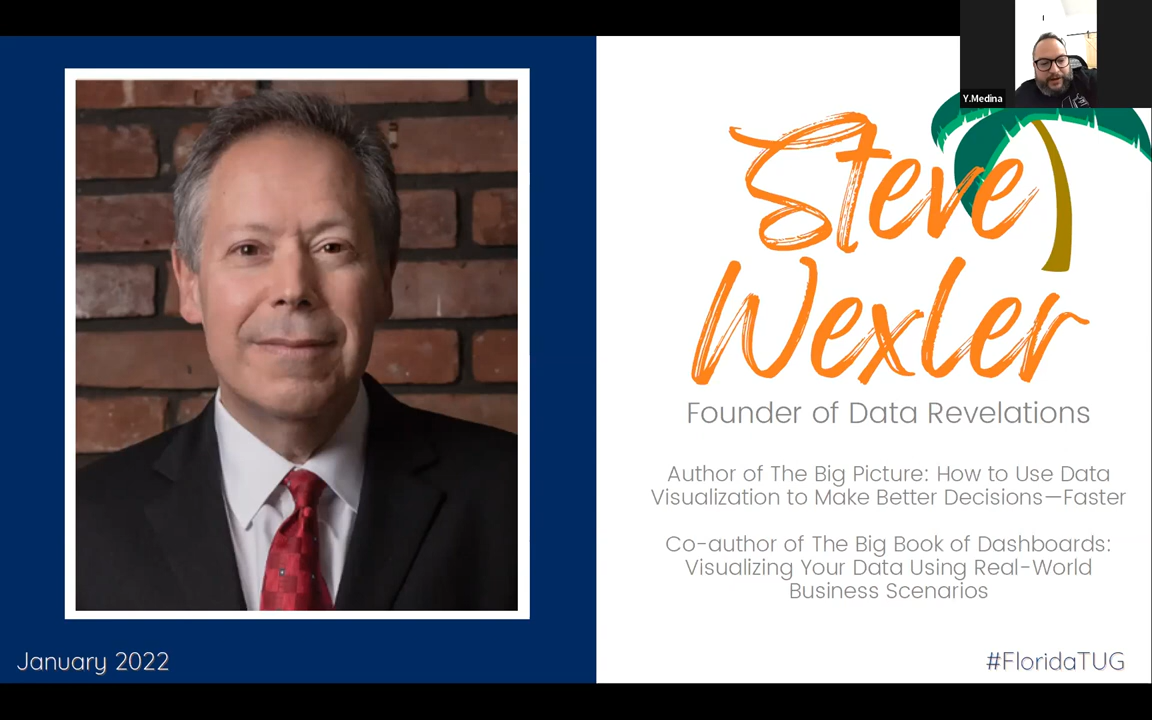 Y.Medina
Steve
Wexler
Founder of Data Revelations
Author of The Big Picture: How to Use Data
Visualization to Make Better Decisions—Faster
Co-author of The Big Book of Dashboards:
Visualizing Your Data Using Real-World
Business Scenarios
January 2022
#FloridaTUG